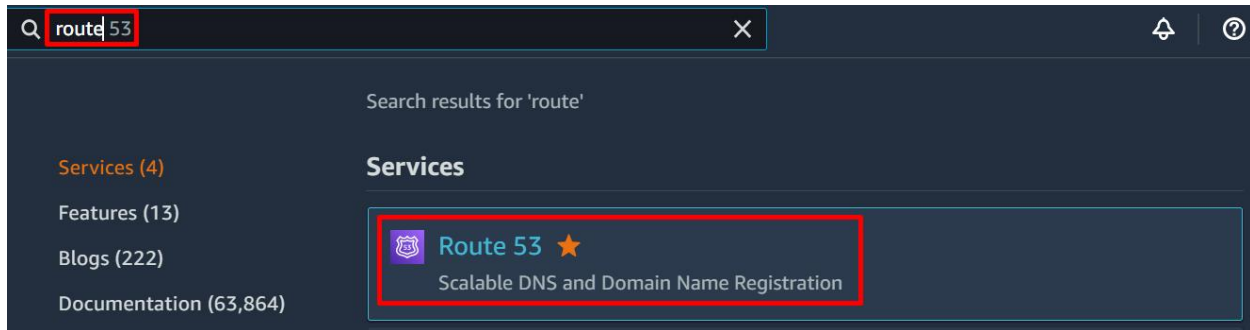 route 53
Search results for 'route'
Services (4)
Features (13)
Blogs (222)
Documentation (63,864)
Services
53
Route 53
Scalable DNS and Domain Name Registration